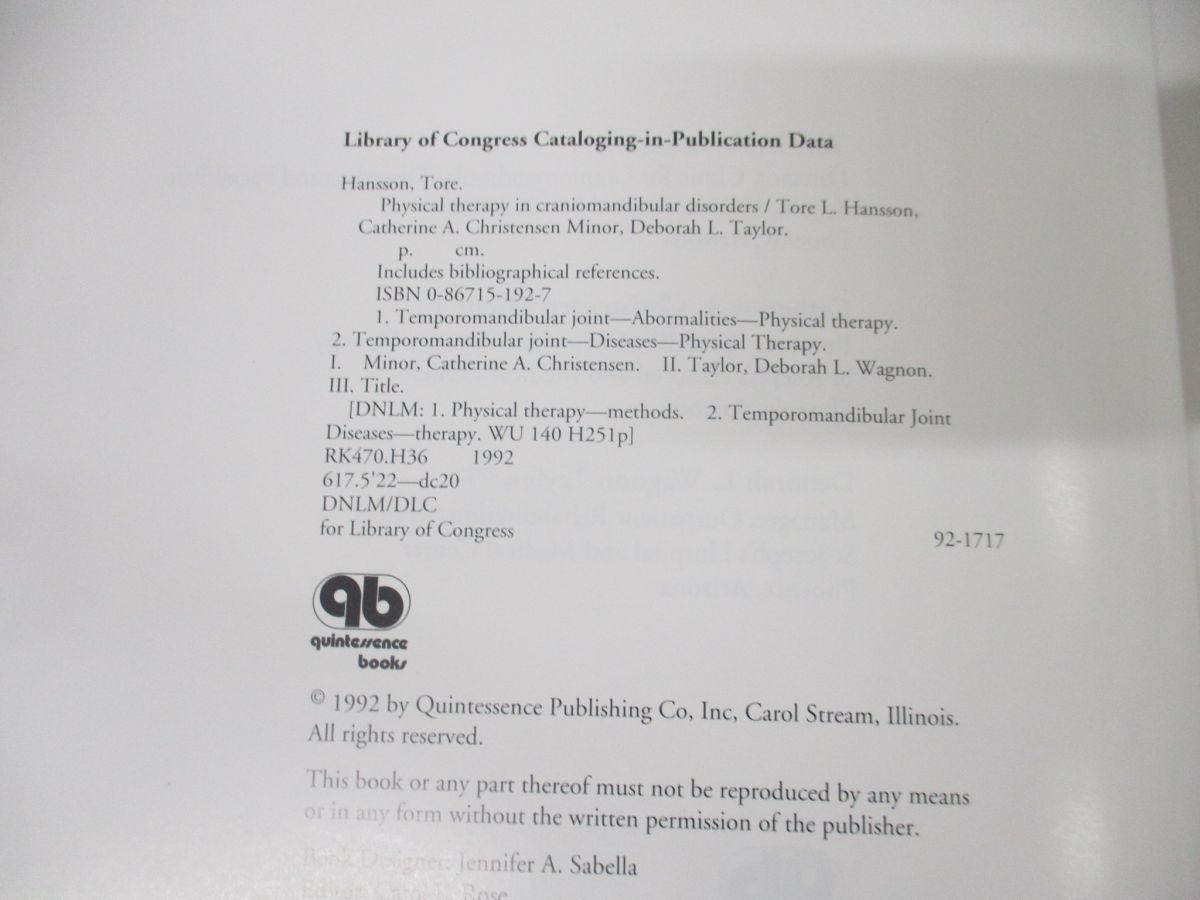 Library of Congress Cataloging-in-Publication Data
Hansson, Tore.
Physical therapy in craniomandibular disorders / Tore L. Hansson,
Catherine A. Christensen Minor, Deborah L. Taylor.
p. cm.
Includes bibliographical references.
ISBN 0-86715-192-7
1. Temporomandibular joint—Abormalities—Physical therapy.
2. Temporomandibular joint—Diseases—Physical Therapy.
I. Minor, Catherine A. Christensen. II. Taylor, Deborah L. Wagnon.
III. Title.
[DNLM: 1. Physical therapy—methods. 2. Temporomandibular Joint
Diseases—therapy. WU 140 H251p]
RK470.H36 1992
617.5'22—dc20
DNLM/DLC
for Library of Congress 92-1717
qb
quintessence
books
© 1992 by Quintessence Publishing Co, Inc, Carol Stream, Illinois.
All rights reserved.
This book or any part thereof must not be reproduced by any means
or in any form without the written permission of the publisher.
Book Designer: Jennifer A. Sabella
Editor: Carol Rose